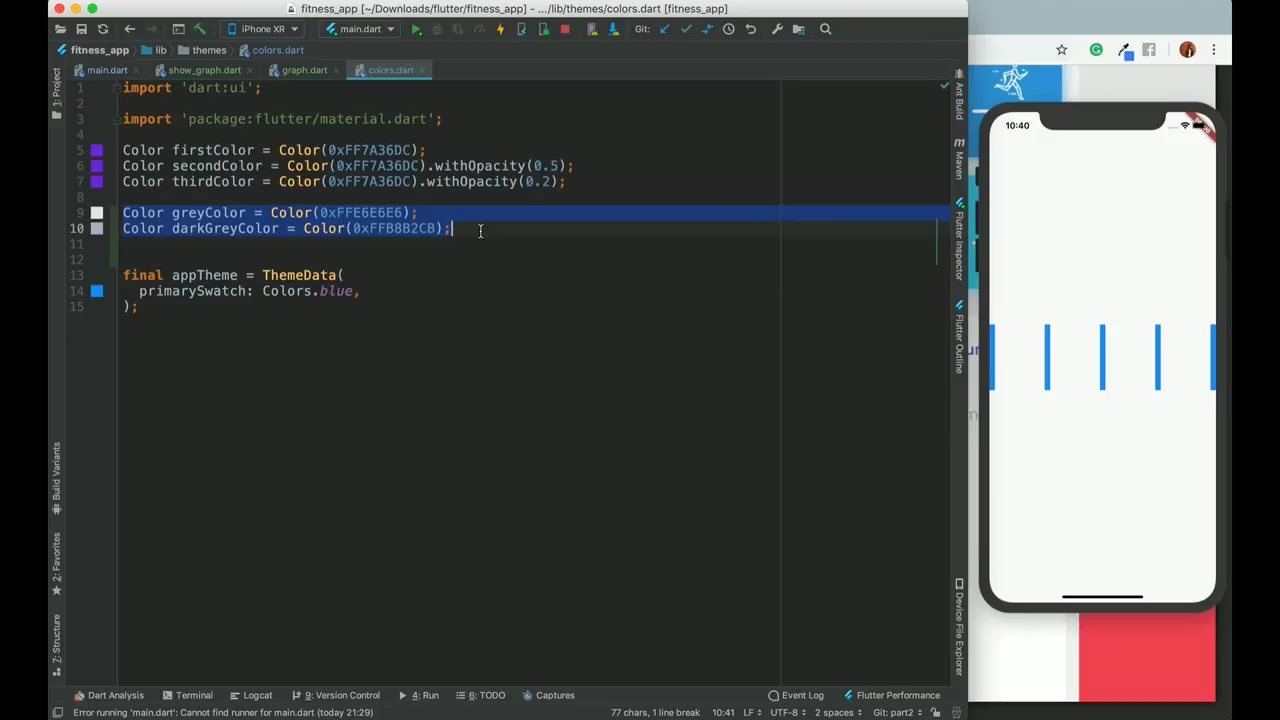 fitness_app [~/Downloads/flutter/fitness_app] - .../lib/themes/colors.dart [fitness_app]
iPhone XR
main.dart
Git:
fitness_app
lib
themes
colors.dart
main.dart
show_graph.dart
graph.dart
colors.dart
1 import 'dart:ui';
2
3 import 'package:flutter/material.dart';
4
5 Color firstColor = Color(0xFF7A36DC);
6 Color secondColor = Color(0xFF7A36DC).withOpacity(0.5);
7 Color thirdColor = Color(0xFF7A36DC).withOpacity(0.2);
8
9 Color greyColor = Color(0xFFE6E6E6);
10 Color darkGreyColor = Color(0xFFB8B2CB);
11
12
13 final appTheme = ThemeData(
14 primarySwatch: Colors.blue,
15 );
1: Project
Build Variants
2: Favorites
7: Structure
Ant Build
Maven
Flutter Inspector
Flutter Outline
Device File Explorer
10:40
Dart Analysis
Terminal
Logcat
9: Version Control
4: Run
6: TODO
Captures
Event Log
Flutter Performance
Error running 'main.dart': Cannot find runner for main.dart (today 21:29)
77 chars, 1 line break
10:41
LF
UTF-8
2 spaces
Git: part2